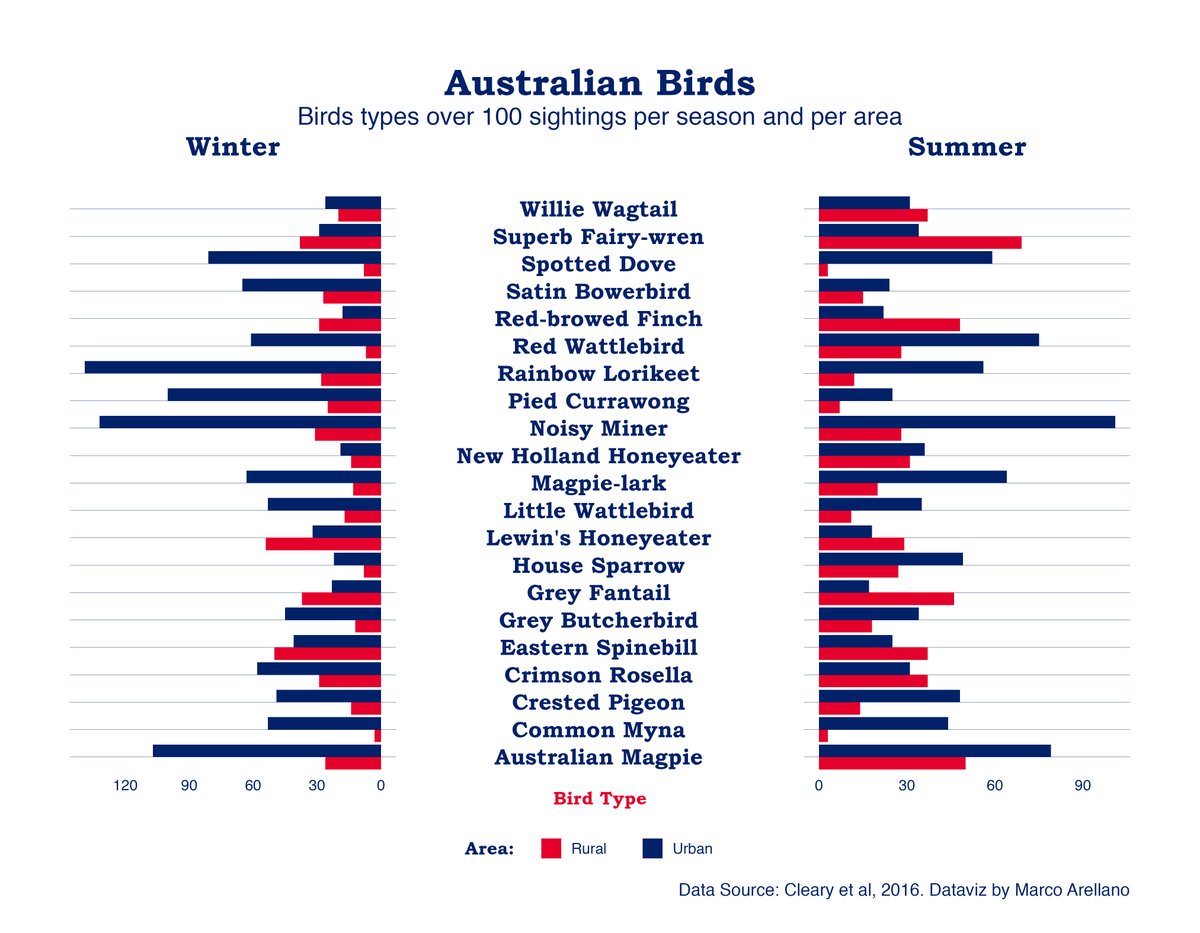 Australian Birds
Birds types over 100 sightings per season and per area
Winter
Summer
Willie Wagtail
Superb Fairy-wren
Spotted Dove
Satin Bowerbird
Red-browed Finch
Red Wattlebird
Rainbow Lorikeet
Pied Currawong
Noisy Miner
New Holland Honeyeater
Magpie-lark
Little Wattlebird
Lewin's Honeyeater
House Sparrow
Grey Fantail
Grey Butcherbird
Eastern Spinebill
Crimson Rosella
Crested Pigeon
Common Myna
Australian Magpie
120 90 60 30 0
0 30 60 90
Bird Type
Area: Rural Urban
Data Source: Cleary et al, 2016. Dataviz by Marco Arellano